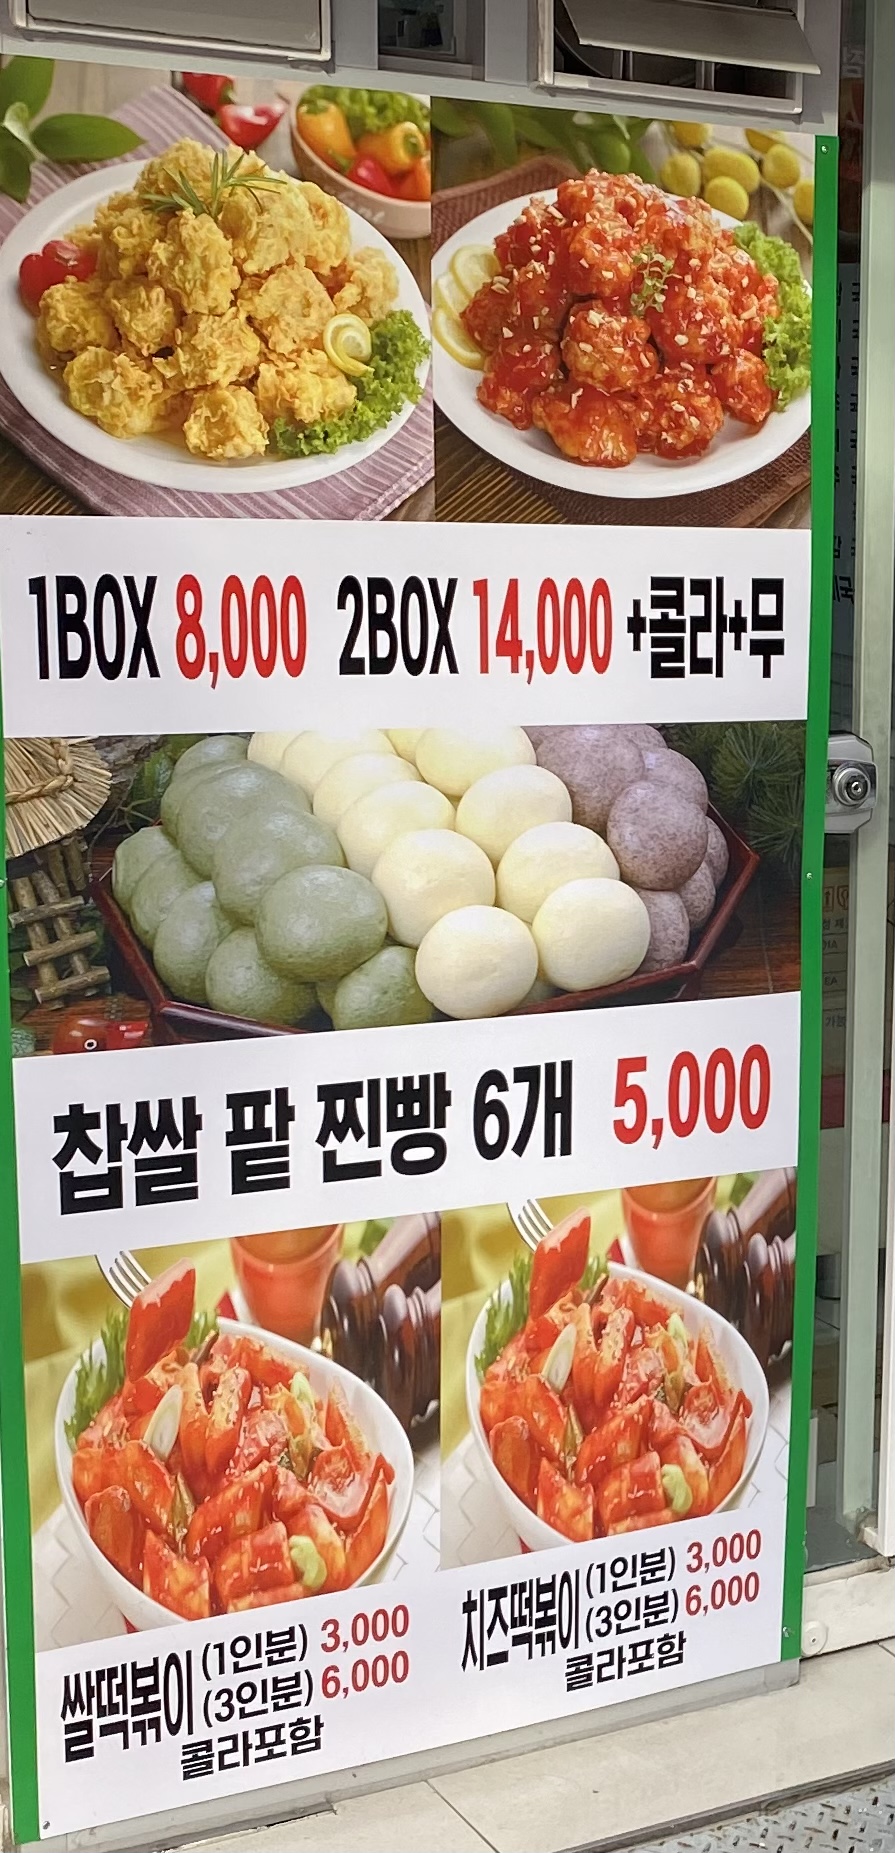 1BOX 8,000 2BOX 14,000 +콜라+무
찹쌀 팥 찐빵 6개 5,000
쌀떡볶이 (1인분) 3,000
(3인분) 6,000
콜라포함
치즈떡볶이 (1인분) 3,000
(3인분) 6,000
콜라포함